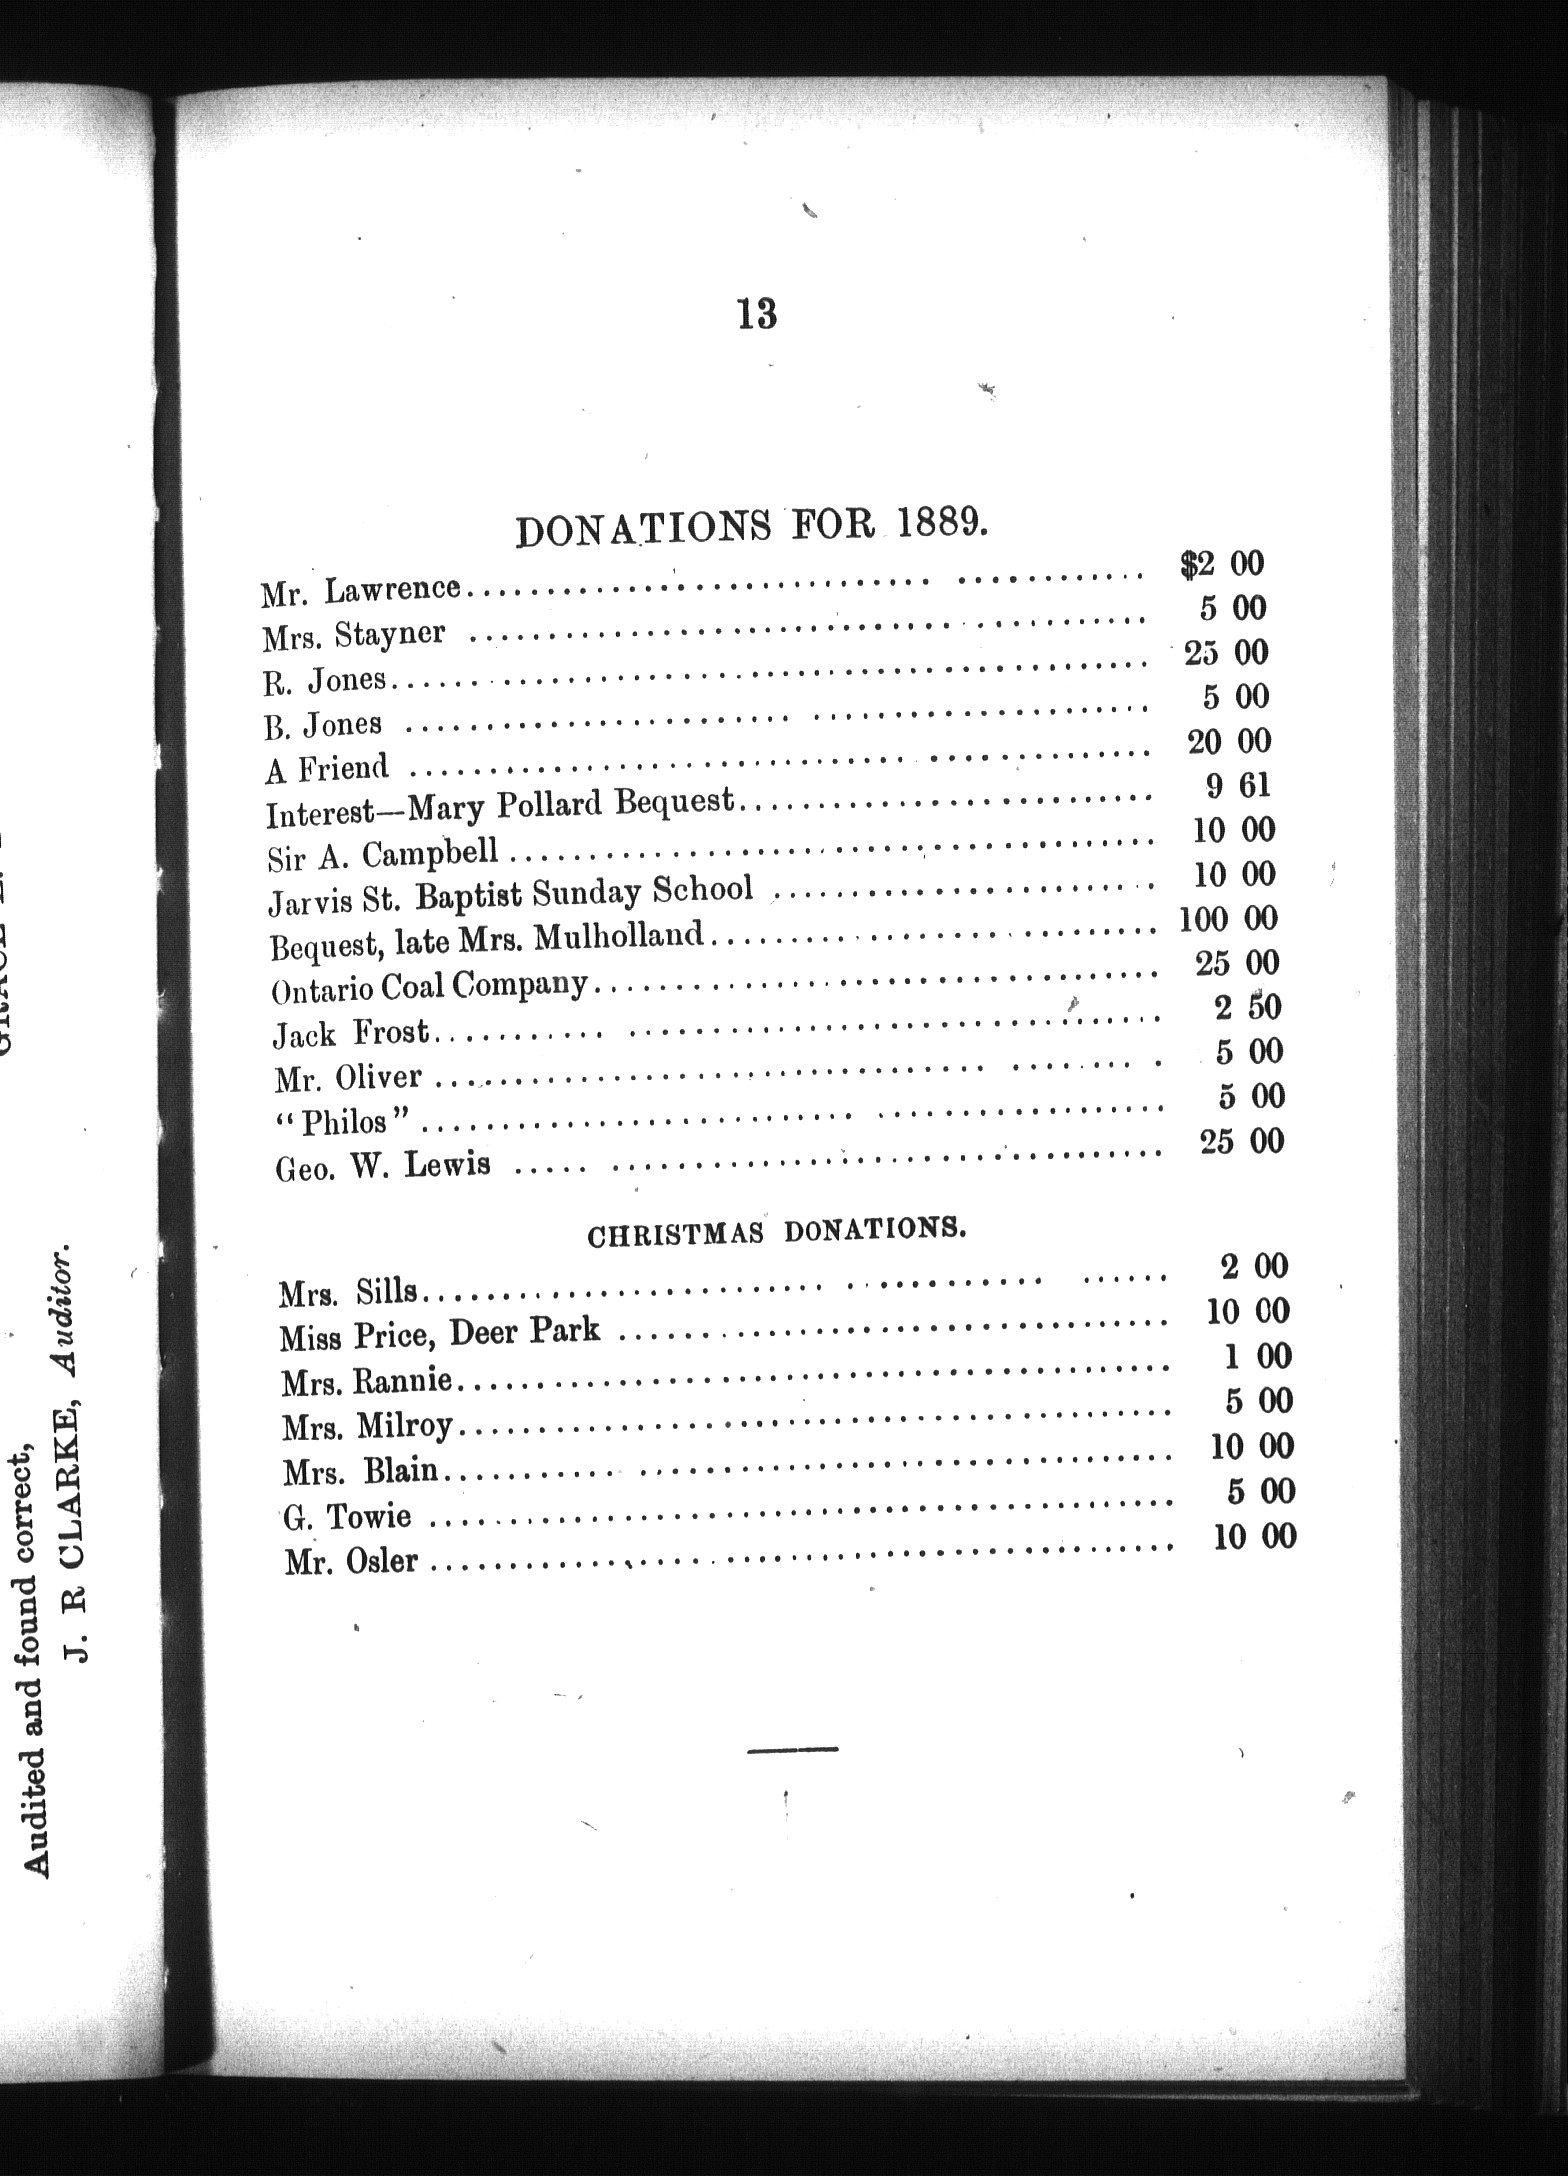 13
DONATIONS FOR 1889.
Mr. Lawrence........................................ $2 00
Mrs. Stayner ........................................ 5 00
R. Jones........................................ 25 00
B. Jones ........................................ 5 00
A Friend ........................................ 20 00
Interest—Mary Pollard Bequest.......................... 9 61
Sir A. Campbell ........................................ 10 00
Jarvis St. Baptist Sunday School ........................ 10 00
Bequest, late Mrs. Mulholland............................ 100 00
Ontario Coal Company.................................... 25 00
Jack Frost........................................ 2 50
Mr. Oliver ........................................ 5 00
“Philos” ........................................ 5 00
Geo. W. Lewis ........................................ 25 00
CHRISTMAS DONATIONS.
Mrs. Sills........................................ 2 00
Miss Price, Deer Park .................................. 10 00
Mrs. Rannie........................................ 1 00
Mrs. Milroy........................................ 5 00
Mrs. Blain........................................ 10 00
G. Towie ........................................ 5 00
Mr. Osler ........................................ 10 00
Audited and found correct,
J. R CLARKE, Auditor.